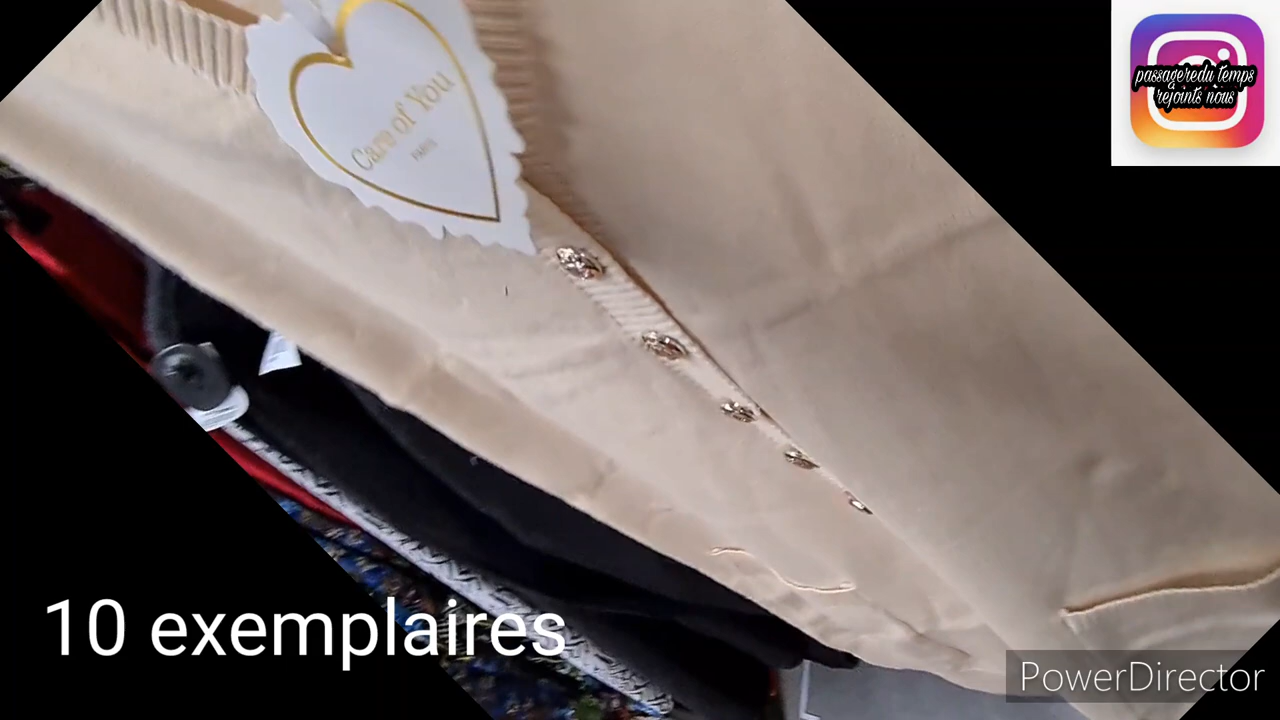 passageredu temps
rejoints nous
Care of You
PARIS
10 exemplaires
PowerDirector